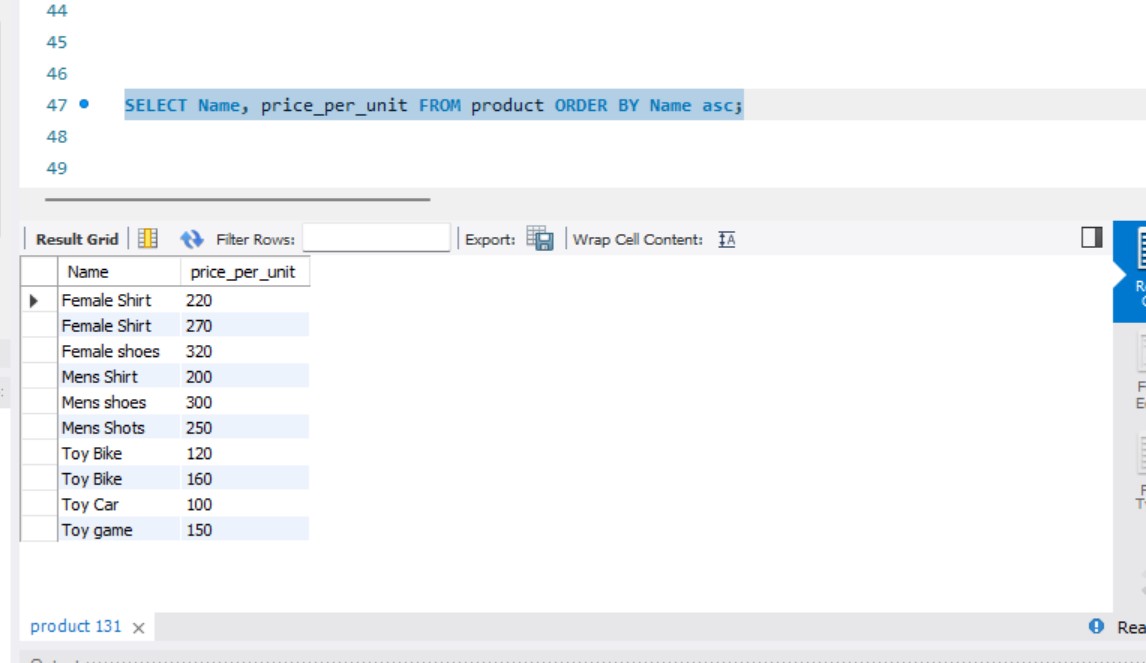 44
45
46
47 SELECT Name, price_per_unit FROM product ORDER BY Name asc;
48
49
Result Grid Filter Rows: Export: Wrap Cell Content: IA
Name price_per_unit
Female Shirt 220
Female Shirt 270
Female shoes 320
Mens Shirt 200
Mens shoes 300
Mens Shots 250
Toy Bike 120
Toy Bike 160
Toy Car 100
Toy game 150
product 131